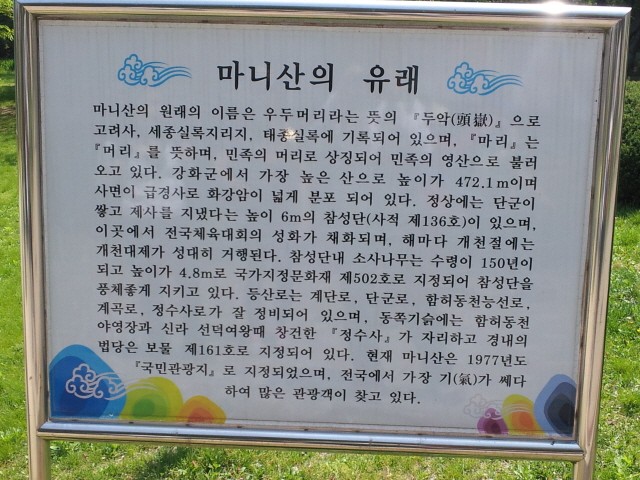 마니산의 유래
마니산의 원래의 이름은 우두머리라는 뜻의 『두악(頭嶽)』으로
고려사, 세종실록지리지, 태종실록에 기록되어 있으며, 『마리』는
『머리』를 뜻하며, 민족의 머리로 상징되어 민족의 영산으로 불러
오고 있다. 강화군에서 가장 높은 산으로 높이가 472.1m이며
사면이 급경사로 화강암이 넓게 분포 되어 있다. 정상에는 단군이
쌓고 제사를 지냈다는 높이 6m의 참성단(사적 제136호)이 있으며,
이곳에서 전국체육대회의 성화가 채화되며, 해마다 개천절에는
개천대제가 성대히 거행된다. 참성단내 소사나무는 수령이 150년이
되고 높이가 4.8m로 국가지정문화재 제502호로 지정되어 참성단을
풍체좋게 지키고 있다. 등산로는 계단로, 단군로, 함허동천능선로,
계곡로, 정수사로가 잘 정비되어 있으며, 동쪽기슭에는 함허동천
야영장과 신라 선덕여왕때 창건한 『정수사』가 자리하고 경내의
법당은 보물 제161호로 지정되어 있다. 현재 마니산은 1977년도
『국민관광지』로 지정되었으며, 전국에서 가장 기(氣)가 쎄다
하여 많은 관광객이 찾고 있다.